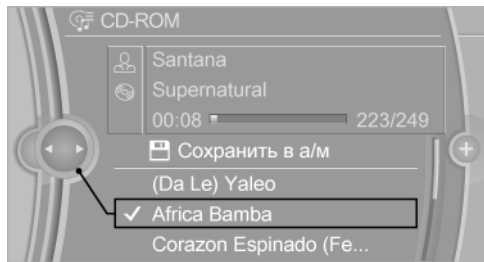 CD-ROM
Santana
Supernatural
00:08 223/249
Сохранить в а/м
(Da Le) Yaleo
Africa Bamba
Corazon Espinado (Fe...